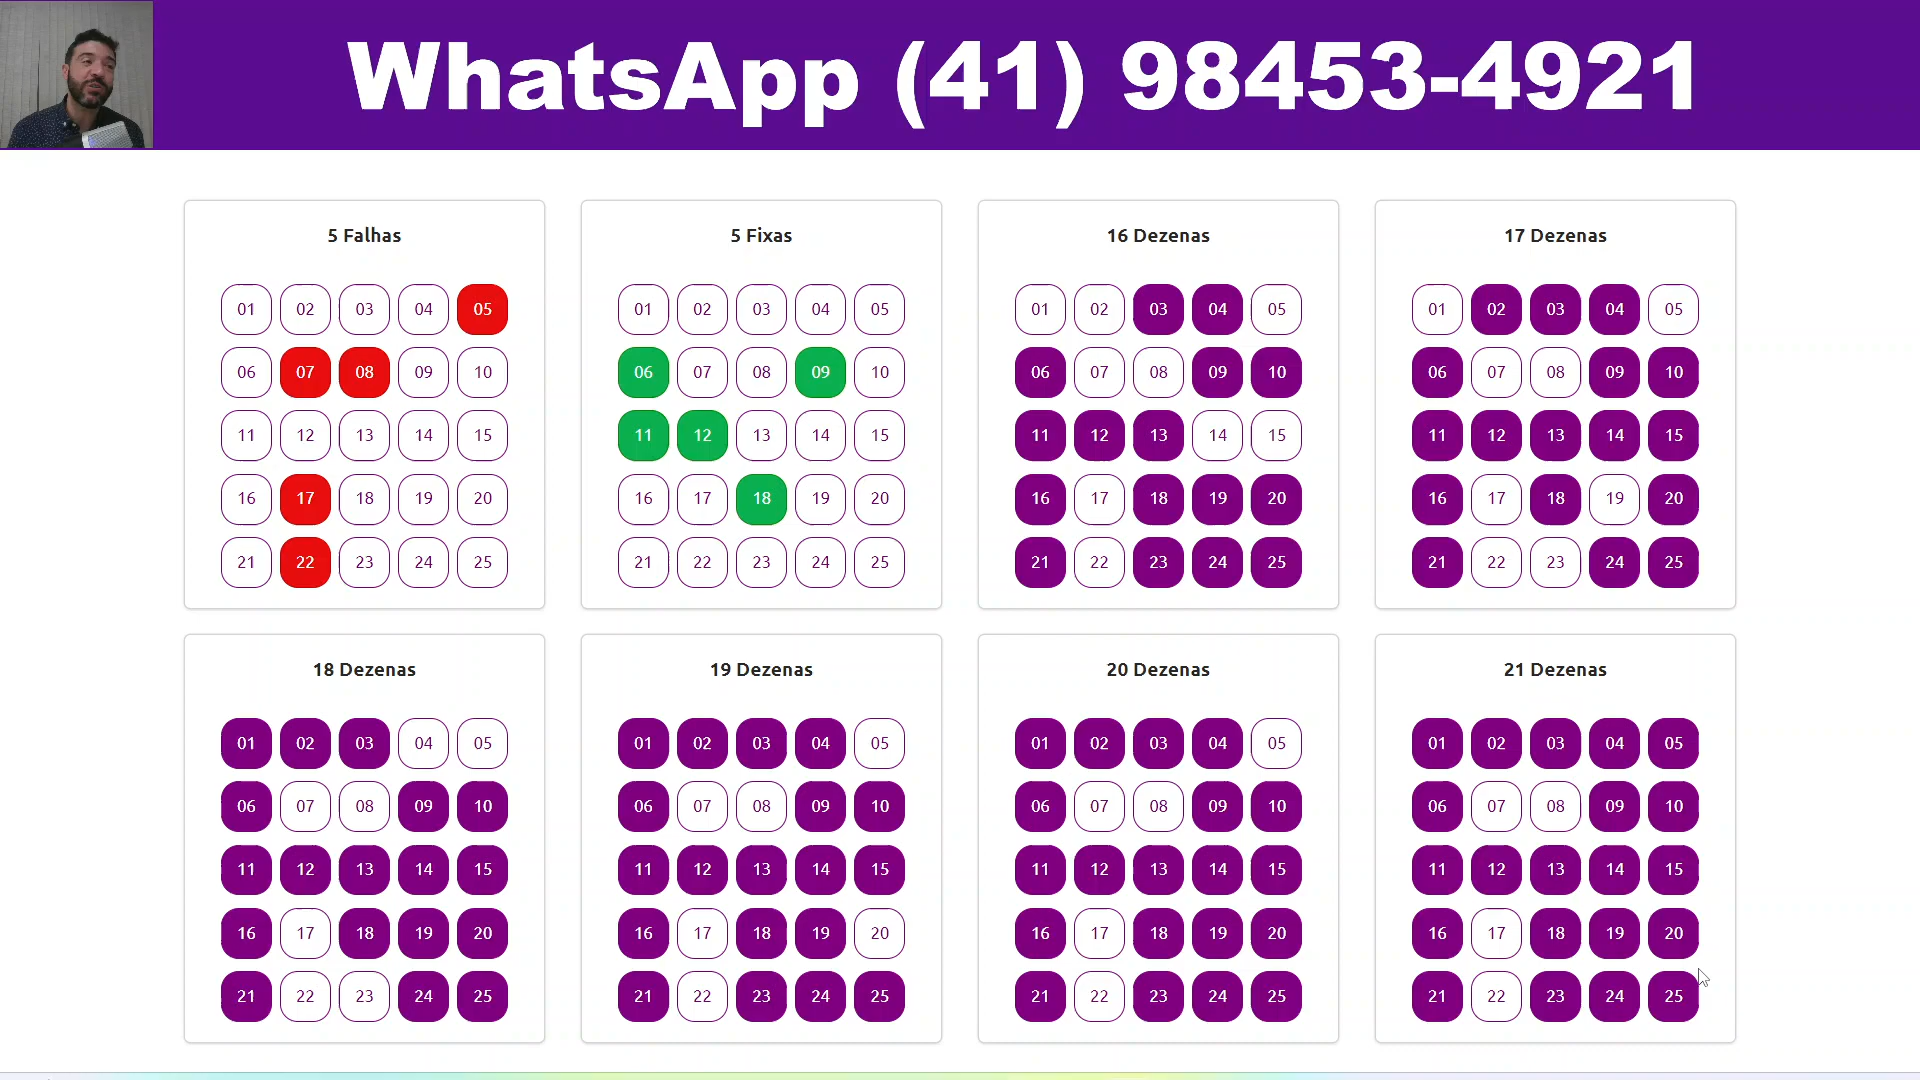 WhatsApp (41) 98453-4921
5 Falhas
01 02 03 04 05
06 07 08 09 10
11 12 13 14 15
16 17 18 19 20
21 22 23 24 25
5 Fixas
01 02 03 04 05
06 07 08 09 10
11 12 13 14 15
16 17 18 19 20
21 22 23 24 25
16 Dezenas
01 02 03 04 05
06 07 08 09 10
11 12 13 14 15
16 17 18 19 20
21 22 23 24 25
17 Dezenas
01 02 03 04 05
06 07 08 09 10
11 12 13 14 15
16 17 18 19 20
21 22 23 24 25
18 Dezenas
01 02 03 04 05
06 07 08 09 10
11 12 13 14 15
16 17 18 19 20
21 22 23 24 25
19 Dezenas
01 02 03 04 05
06 07 08 09 10
11 12 13 14 15
16 17 18 19 20
21 22 23 24 25
20 Dezenas
01 02 03 04 05
06 07 08 09 10
11 12 13 14 15
16 17 18 19 20
21 22 23 24 25
21 Dezenas
01 02 03 04 05
06 07 08 09 10
11 12 13 14 15
16 17 18 19 20
21 22 23 24 25